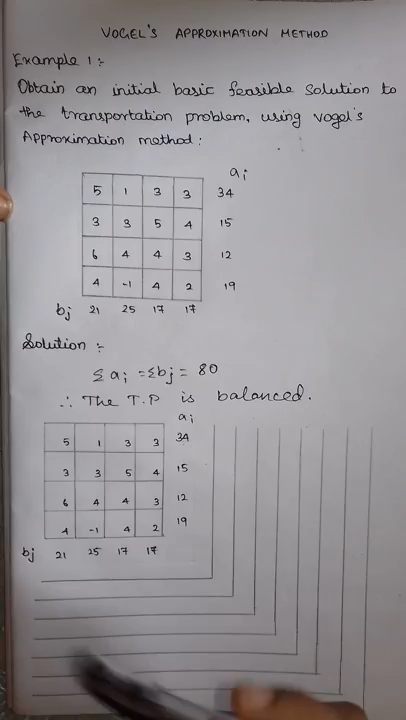 VOGEL'S APPROXIMATION METHOD
Example 1 :-
Obtain an initial basic feasible solution to
the transportation problem, using vogel's
Approximation method :
ai
5 1 3 3 34
3 3 5 4 15
6 4 4 3 12
4 -1 4 2 19
bj 21 25 17 17
Solution :-
Σai = Σbj = 80
∴ The T.P is balanced.
ai
5 1 3 3 34
3 3 5 4 15
6 4 4 3 12
4 -1 4 2 19
bj 21 25 17 17